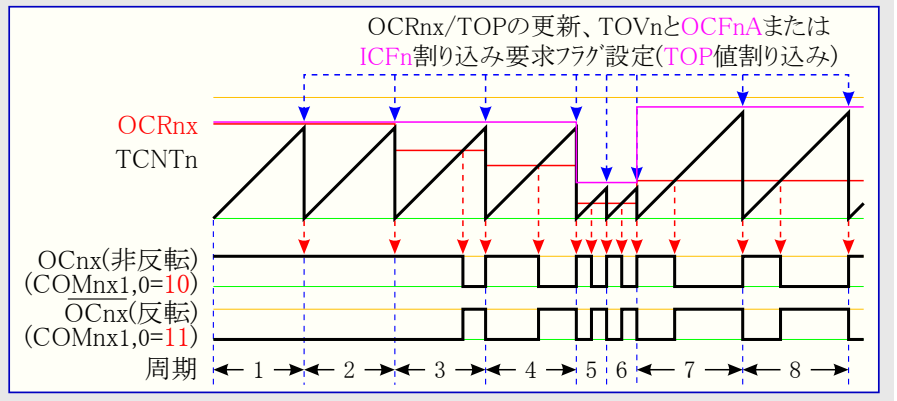 OCRnx/TOPの更新、TOVnとOCFnAまたは
ICFn割り込み要求フラグ設定(TOP値割り込み)
OCRnx
TCNTn
OCnx(非反転)
(COMnx1,0=10)
OCnx(反転)
(COMnx1,0=11)
周期 1 2 3 4 5 6 7 8